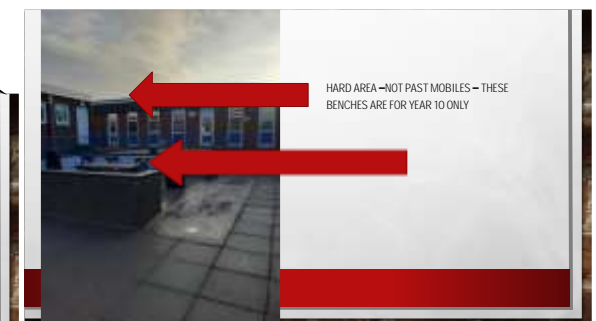 HARD AREA –NOT PAST MOBILES – THESE
BENCHES ARE FOR YEAR 10 ONLY